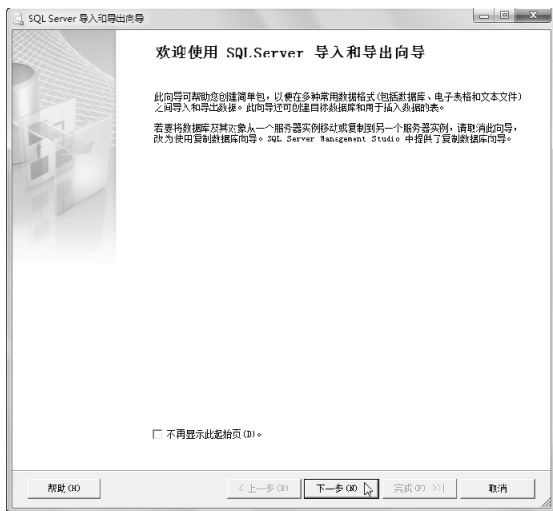 SQL Server 导入和导出向导
欢迎使用 SQL Server 导入和导出向导
此向导可帮助您创建简单包，以便在多种常用数据格式(包括数据库、电子表格和文本文件)
之间导入和导出数据。此向导还可创建目标数据库和用于插入数据的表。
若要将数据库及其对象从一个服务器实例移动或复制到另一个服务器实例，请取消此向导，
改为使用复制数据库向导。SQL Server Management Studio 中提供了复制数据库向导。
不再显示此起始页(D)。
帮助(H) <上一步(B) 下一步(N) 完成(F) >>| 取消